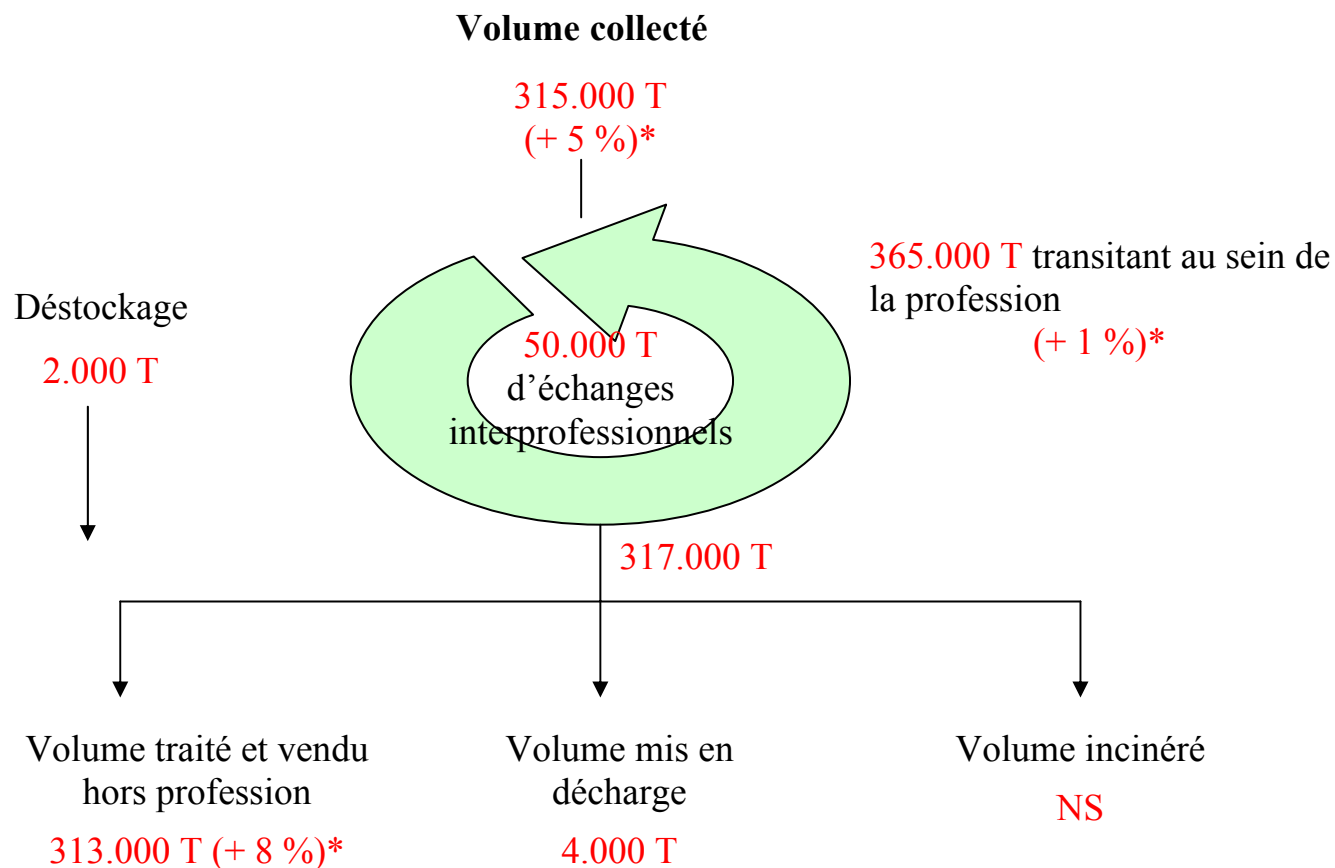 Volume collecté
315.000 T
(+ 5 %)*
365.000 T transitant au sein de
la profession
(+ 1 %)*
Déstockage
2.000 T
50.000 T
d’échanges
interprofessionnels
317.000 T
Volume traité et vendu
hors profession
313.000 T (+ 8 %)*
Volume mis en
décharge
4.000 T
Volume incinéré
NS